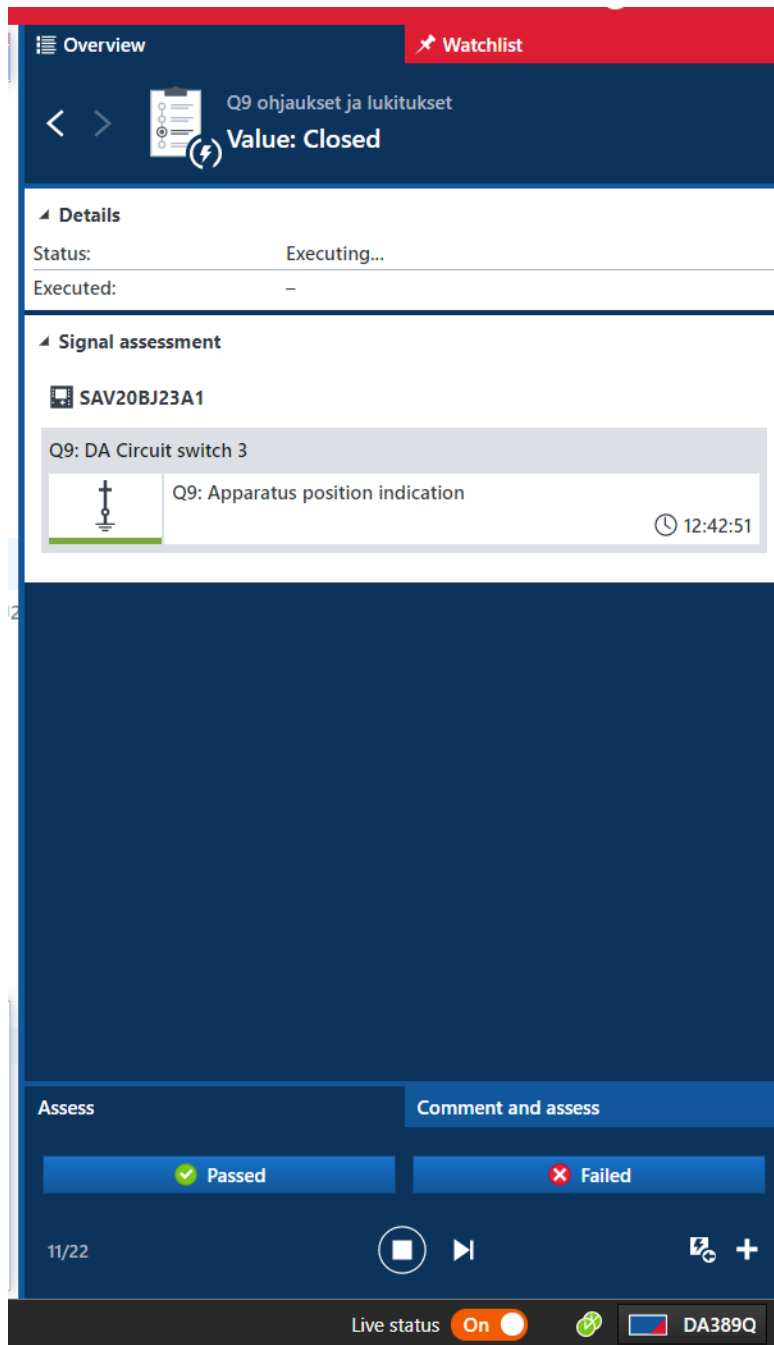 Overview
Watchlist
Q9 ohjaukset ja lukitukset
Value: Closed
Details
Status: Executing...
Executed: –
Signal assessment
SAV20BJ23A1
Q9: DA Circuit switch 3
Q9: Apparatus position indication
12:42:51
Assess
Comment and assess
Passed
Failed
11/22
Live status On
DA389Q